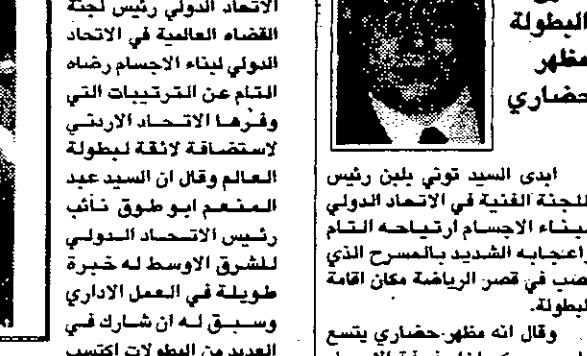 البطولة
مظهر
حضاري
ابدى السيد توني بلبن رئيس
اللجنة الفنية في الاتحاد الدولي
لبناء الاجسام ارتياحه التام
واعجابه الشديد بالمسرح الذي
نصب في قصر الرياضة مكان اقامة
البطولة.
وقال انه مظهر حضاري يتسع
الاتحاد الدولي رئيس لجنة
القضاء العالمية في الاتحاد
الدولي لبناء الاجسام رضاه
التام عن الترتيبات التي
وفرها الاتحاد الاردني
لاستضافة لائقة لبطولة
العالم وقال ان السيد عبد
المنعم ابو طوق نائب
رئيس الاتحاد الدولي
للشرق الاوسط له خبرة
طويلة في العمل الاداري
وسبق له ان شارك في
العديد من البطولات اكتسب